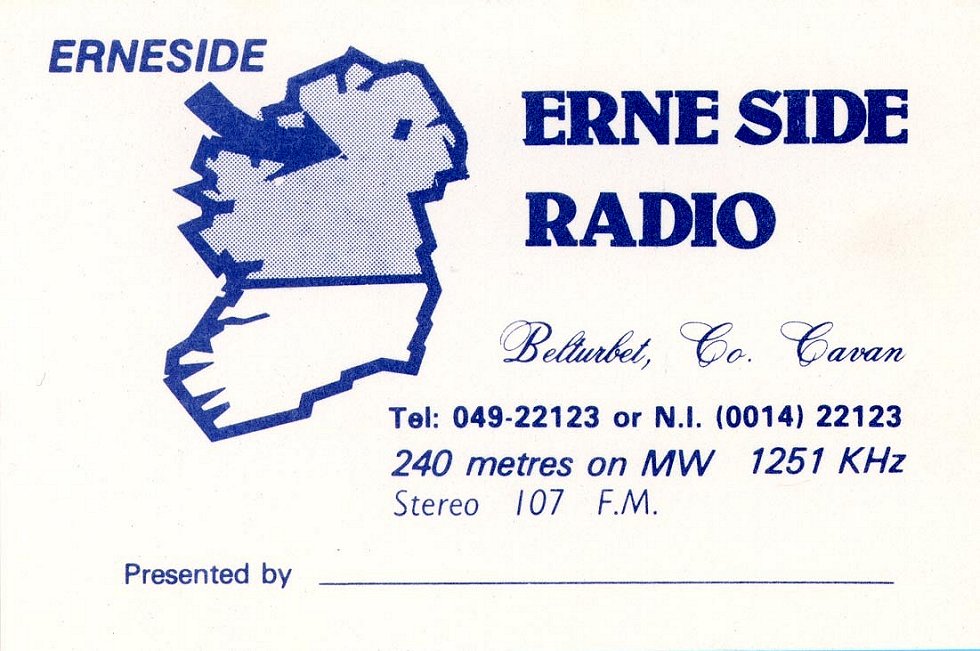 ERNESIDE
ERNE SIDE
RADIO
Belturbet, Co. Cavan
Tel: 049-22123 or N.I. (0014) 22123
240 metres on MW 1251 KHz
Stereo 107 F.M.
Presented by